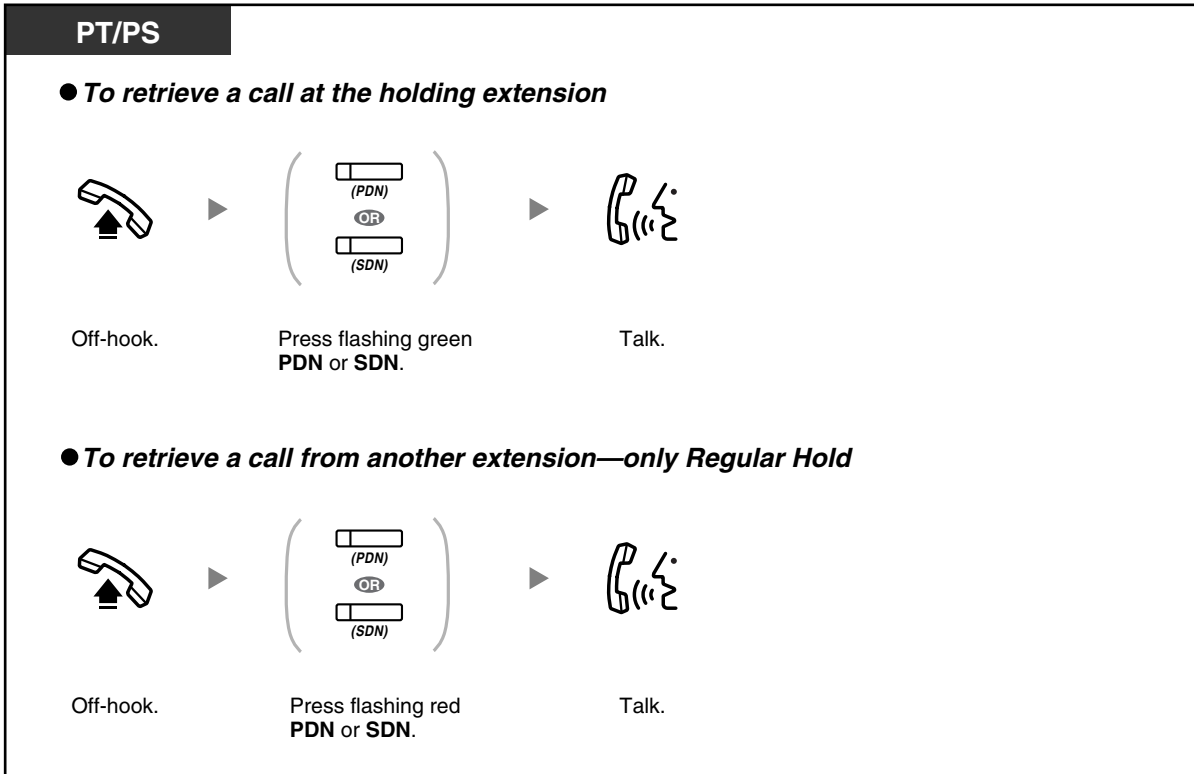 PT/PS
● To retrieve a call at the holding extension
(PDN)
OR
(SDN)
Off-hook.
Press flashing green
PDN or SDN.
Talk.
● To retrieve a call from another extension—only Regular Hold
(PDN)
OR
(SDN)
Off-hook.
Press flashing red
PDN or SDN.
Talk.